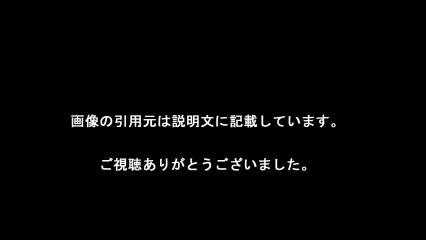 画像の引用元は説明文に記載しています。
ご視聴ありがとうございました。